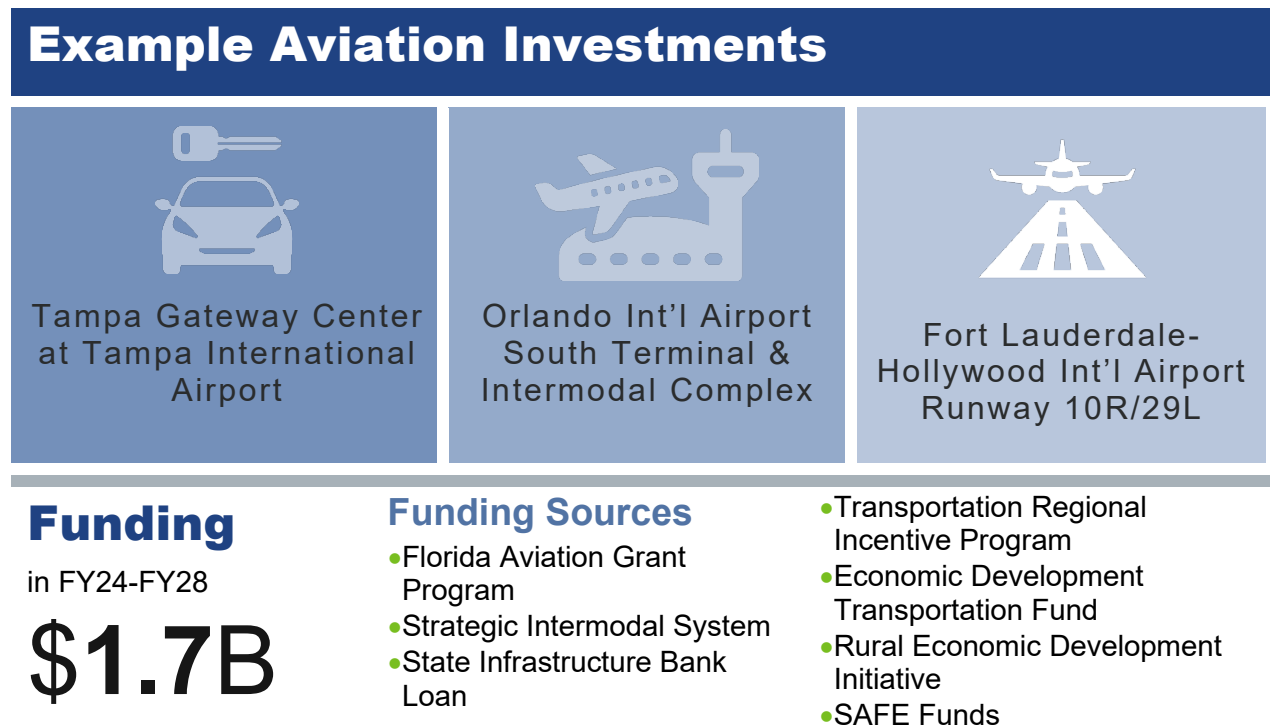 Example Aviation Investments
Tampa Gateway Center
at Tampa International
Airport
Orlando Int’l Airport
South Terminal &
Intermodal Complex
Fort Lauderdale-
Hollywood Int’l Airport
Runway 10R/29L
Funding
in FY24-FY28
$1.7B
Funding Sources
•Florida Aviation Grant
Program
•Strategic Intermodal System
•State Infrastructure Bank
Loan
•Transportation Regional
Incentive Program
•Economic Development
Transportation Fund
•Rural Economic Development
Initiative
•SAFE Funds